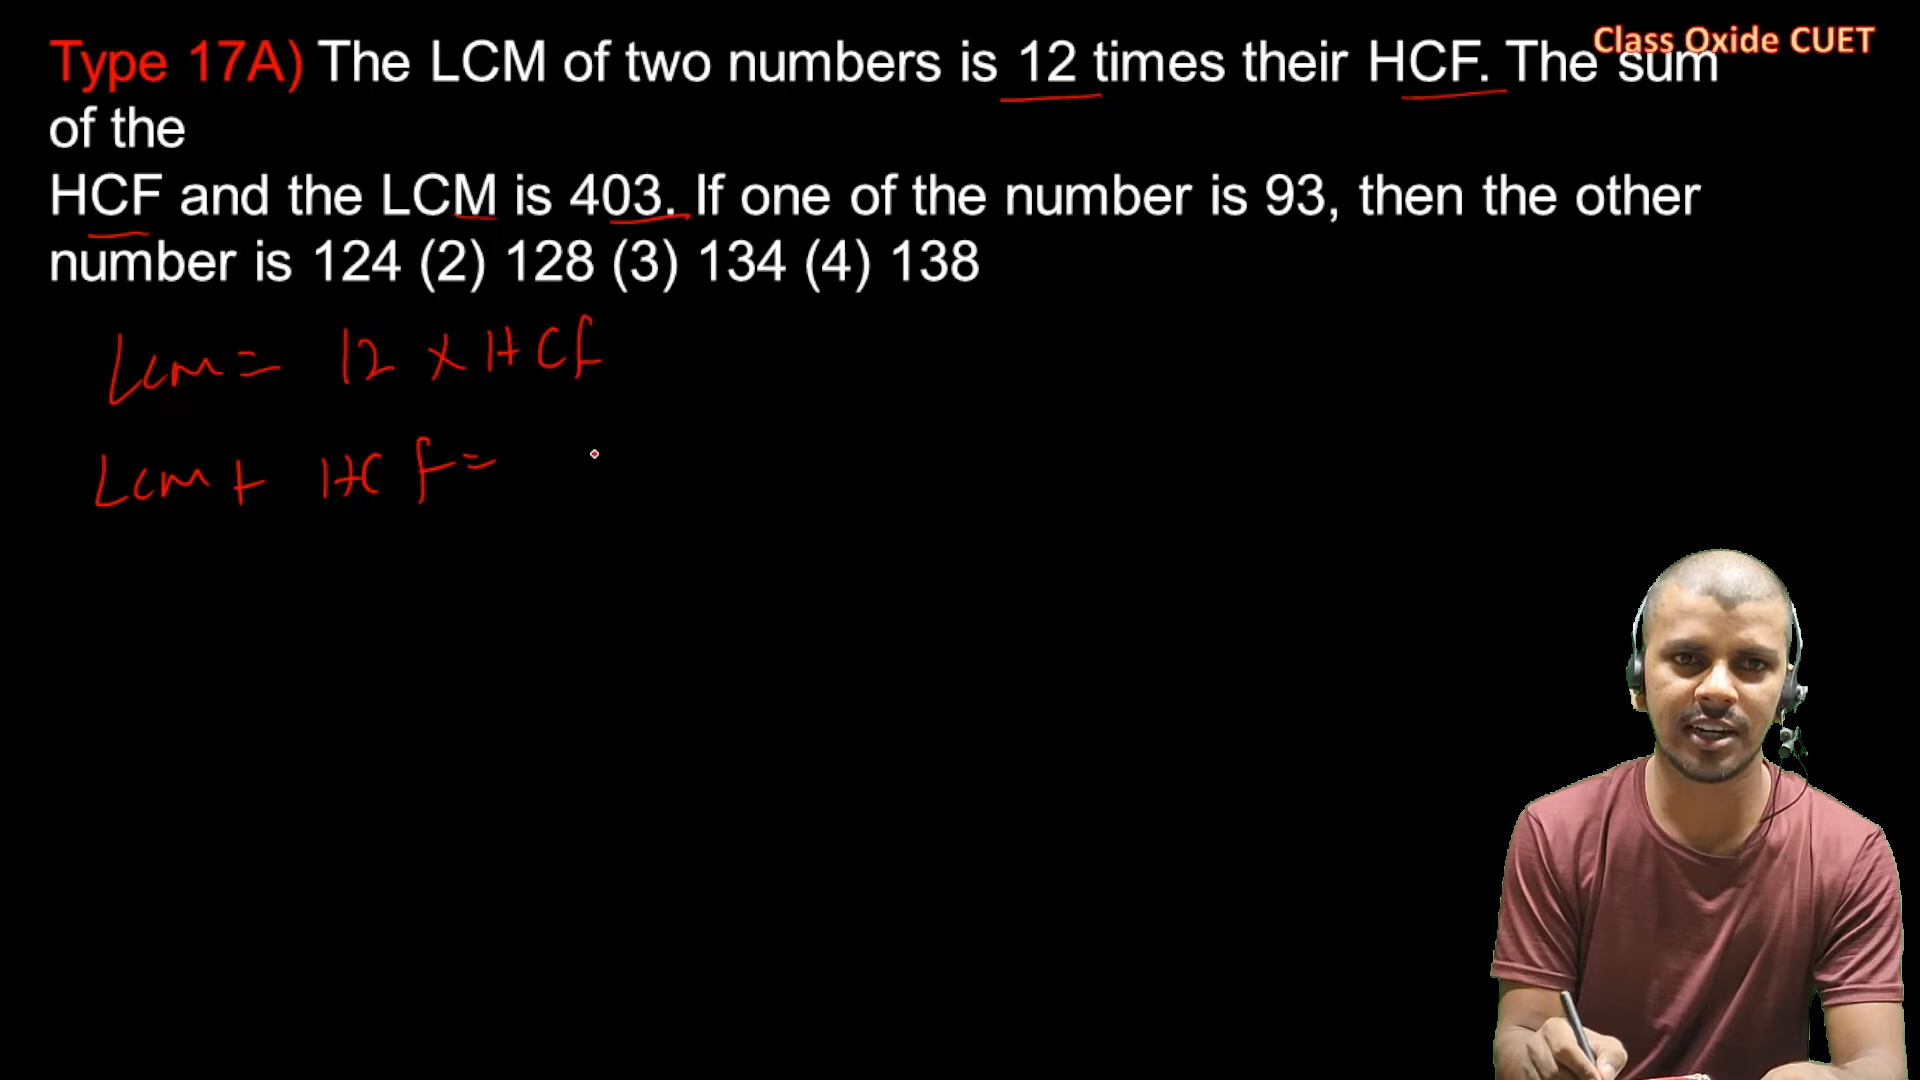 Type 17A) The LCM of two numbers is 12 times their HCF. The sum
Class Oxide CUET
of the
HCF and the LCM is 403. If one of the number is 93, then the other
number is 124 (2) 128 (3) 134 (4) 138
LCM = 12 × HCF
LCM + HCF =